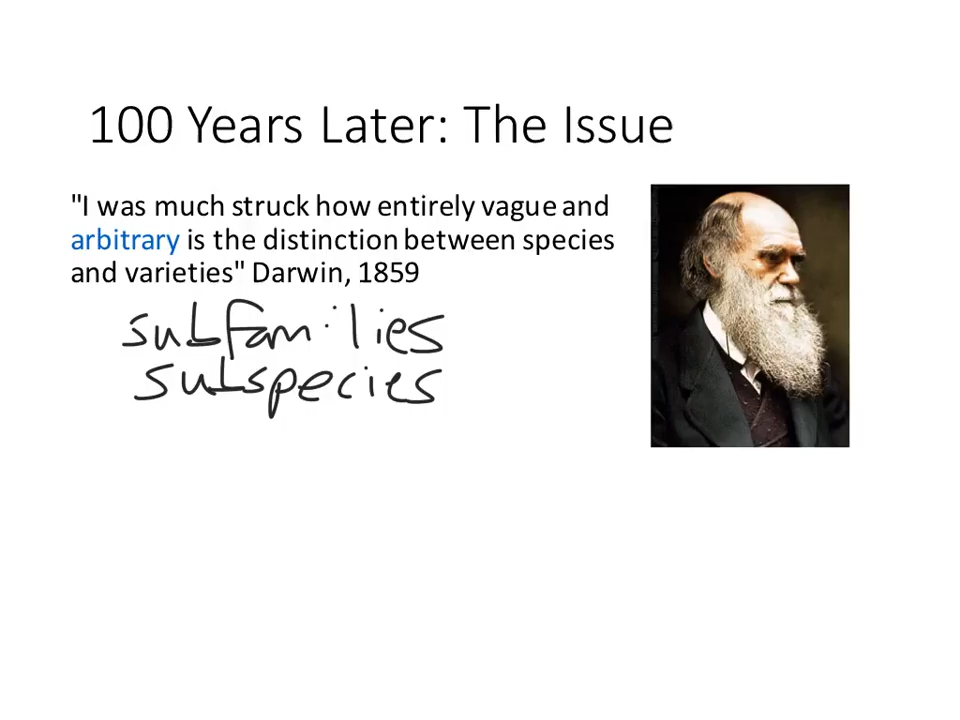 100 Years Later: The Issue
"I was much struck how entirely vague and
arbitrary is the distinction between species
and varieties" Darwin, 1859
subfamilies
subspecies